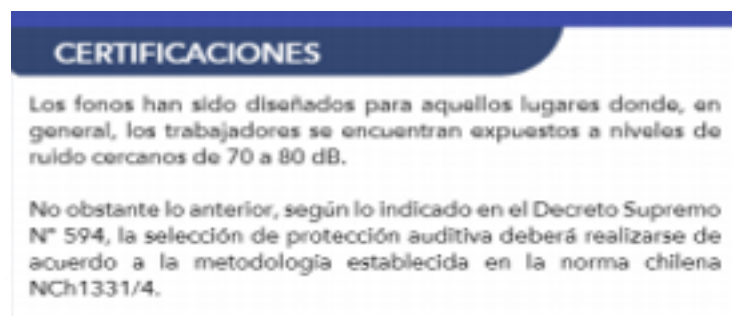 CERTIFICACIONES
Los fonos han sido diseñados para aquellos lugares donde, en
general, los trabajadores se encuentran expuestos a niveles de
ruido cercanos de 70 a 80 dB.
No obstante lo anterior, según lo indicado en el Decreto Supremo
N° 594, la selección de protección auditiva deberá realizarse de
acuerdo a la metodología establecida en la norma chilena
NCh1331/4.